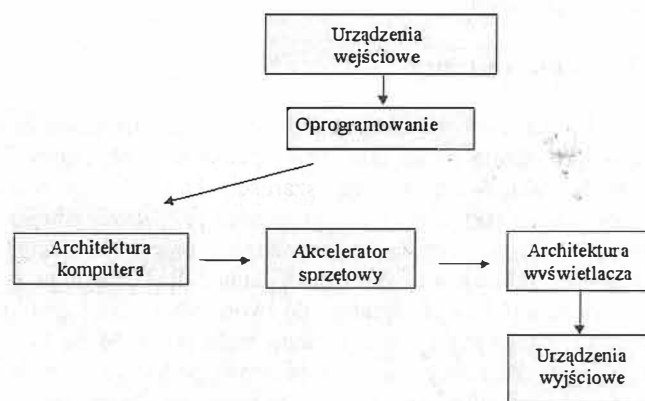 Urządzenia
wejściowe
Oprogramowanie
Architektura
komputera
Akcelerator
sprzętowy
Architektura
wyświetlacza
Urządzenia
wyjściowe